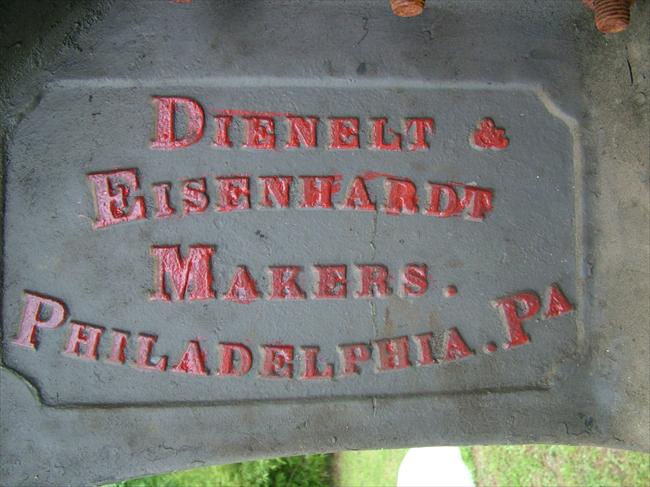 DIENELT &
EISENHARDT
MAKERS.
PHILADELPHIA. PA